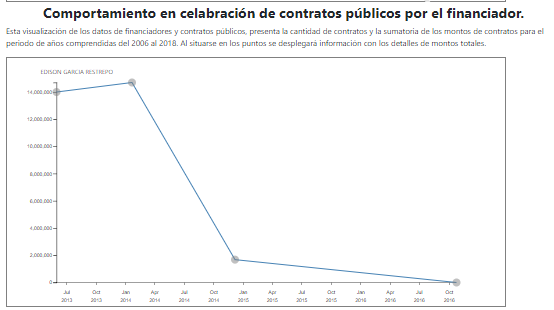 Comportamiento en celabración de contratos públicos por el financiador.
Esta visualización de los datos de financiadores y contratos públicos, presenta la cantidad de contratos y la sumatoria de los montos de contratos para el
periodo de años comprendidas del 2006 al 2018. Al situarse en los puntos se desplegará información con los detalles de montos totales.
EDISON GARCIA RESTREPO
14,000,000
12,000,000
10,000,000
8,000,000
6,000,000
4,000,000
2,000,000
0
Jul Oct Jan Apr Jul Oct Jan Apr Jul Oct Jan Apr Jul Oct
2013 2013 2014 2014 2014 2014 2015 2015 2015 2015 2016 2016 2016 2016